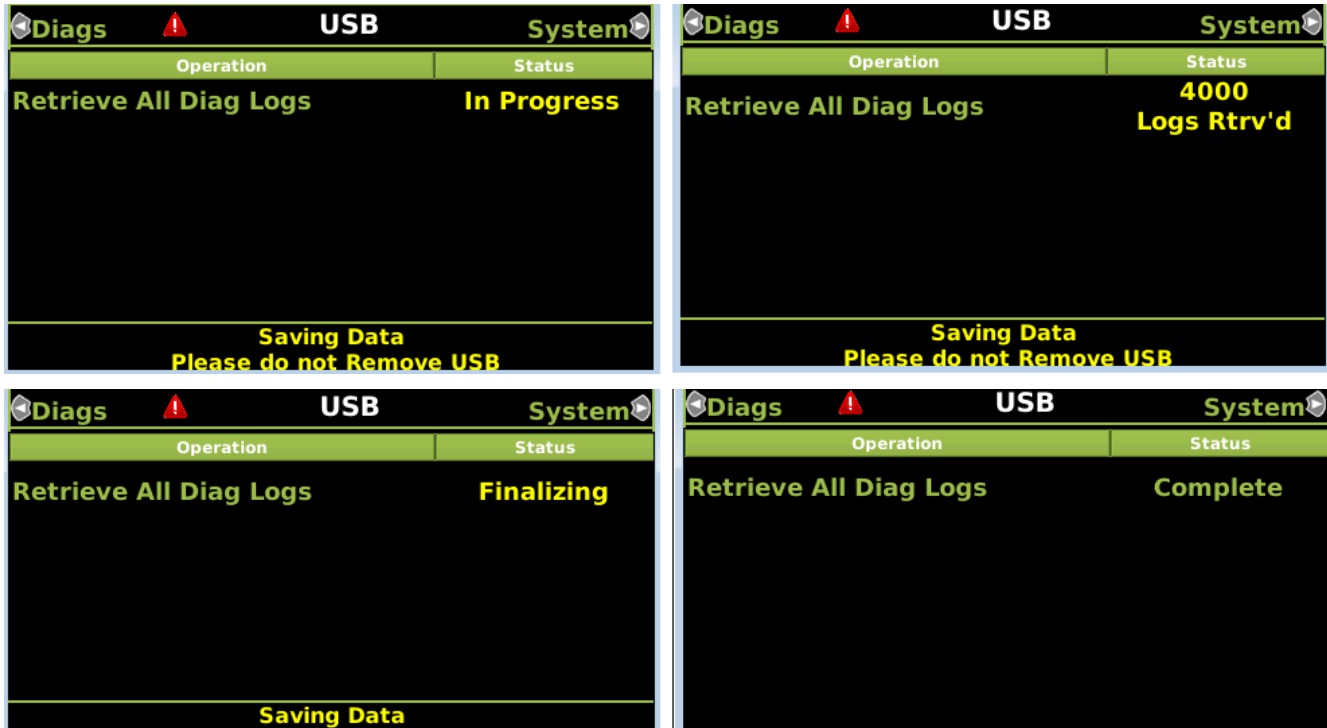 Diags USB System
Operation Status
Retrieve All Diag Logs In Progress
Saving Data
Please do not Remove USB
Diags USB System
Operation Status
Retrieve All Diag Logs 4000
Logs Rtrv'd
Saving Data
Please do not Remove USB
Diags USB System
Operation Status
Retrieve All Diag Logs Finalizing
Saving Data
Diags USB System
Operation Status
Retrieve All Diag Logs Complete